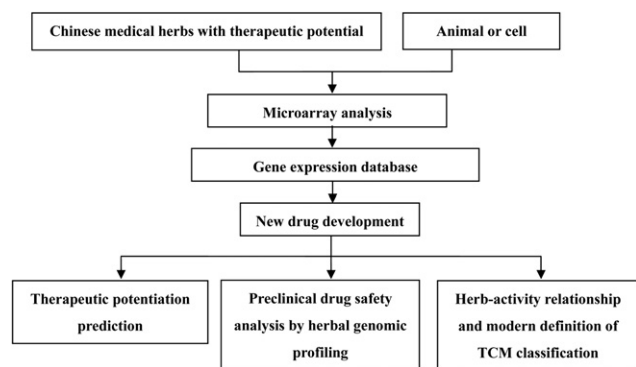 Chinese medical herbs with therapeutic potential
Animal or cell
Microarray analysis
Gene expression database
New drug development
Therapeutic potentiation
prediction
Preclinical drug safety
analysis by herbal genomic
profiling
Herb-activity relationship
and modern definition of
TCM classification